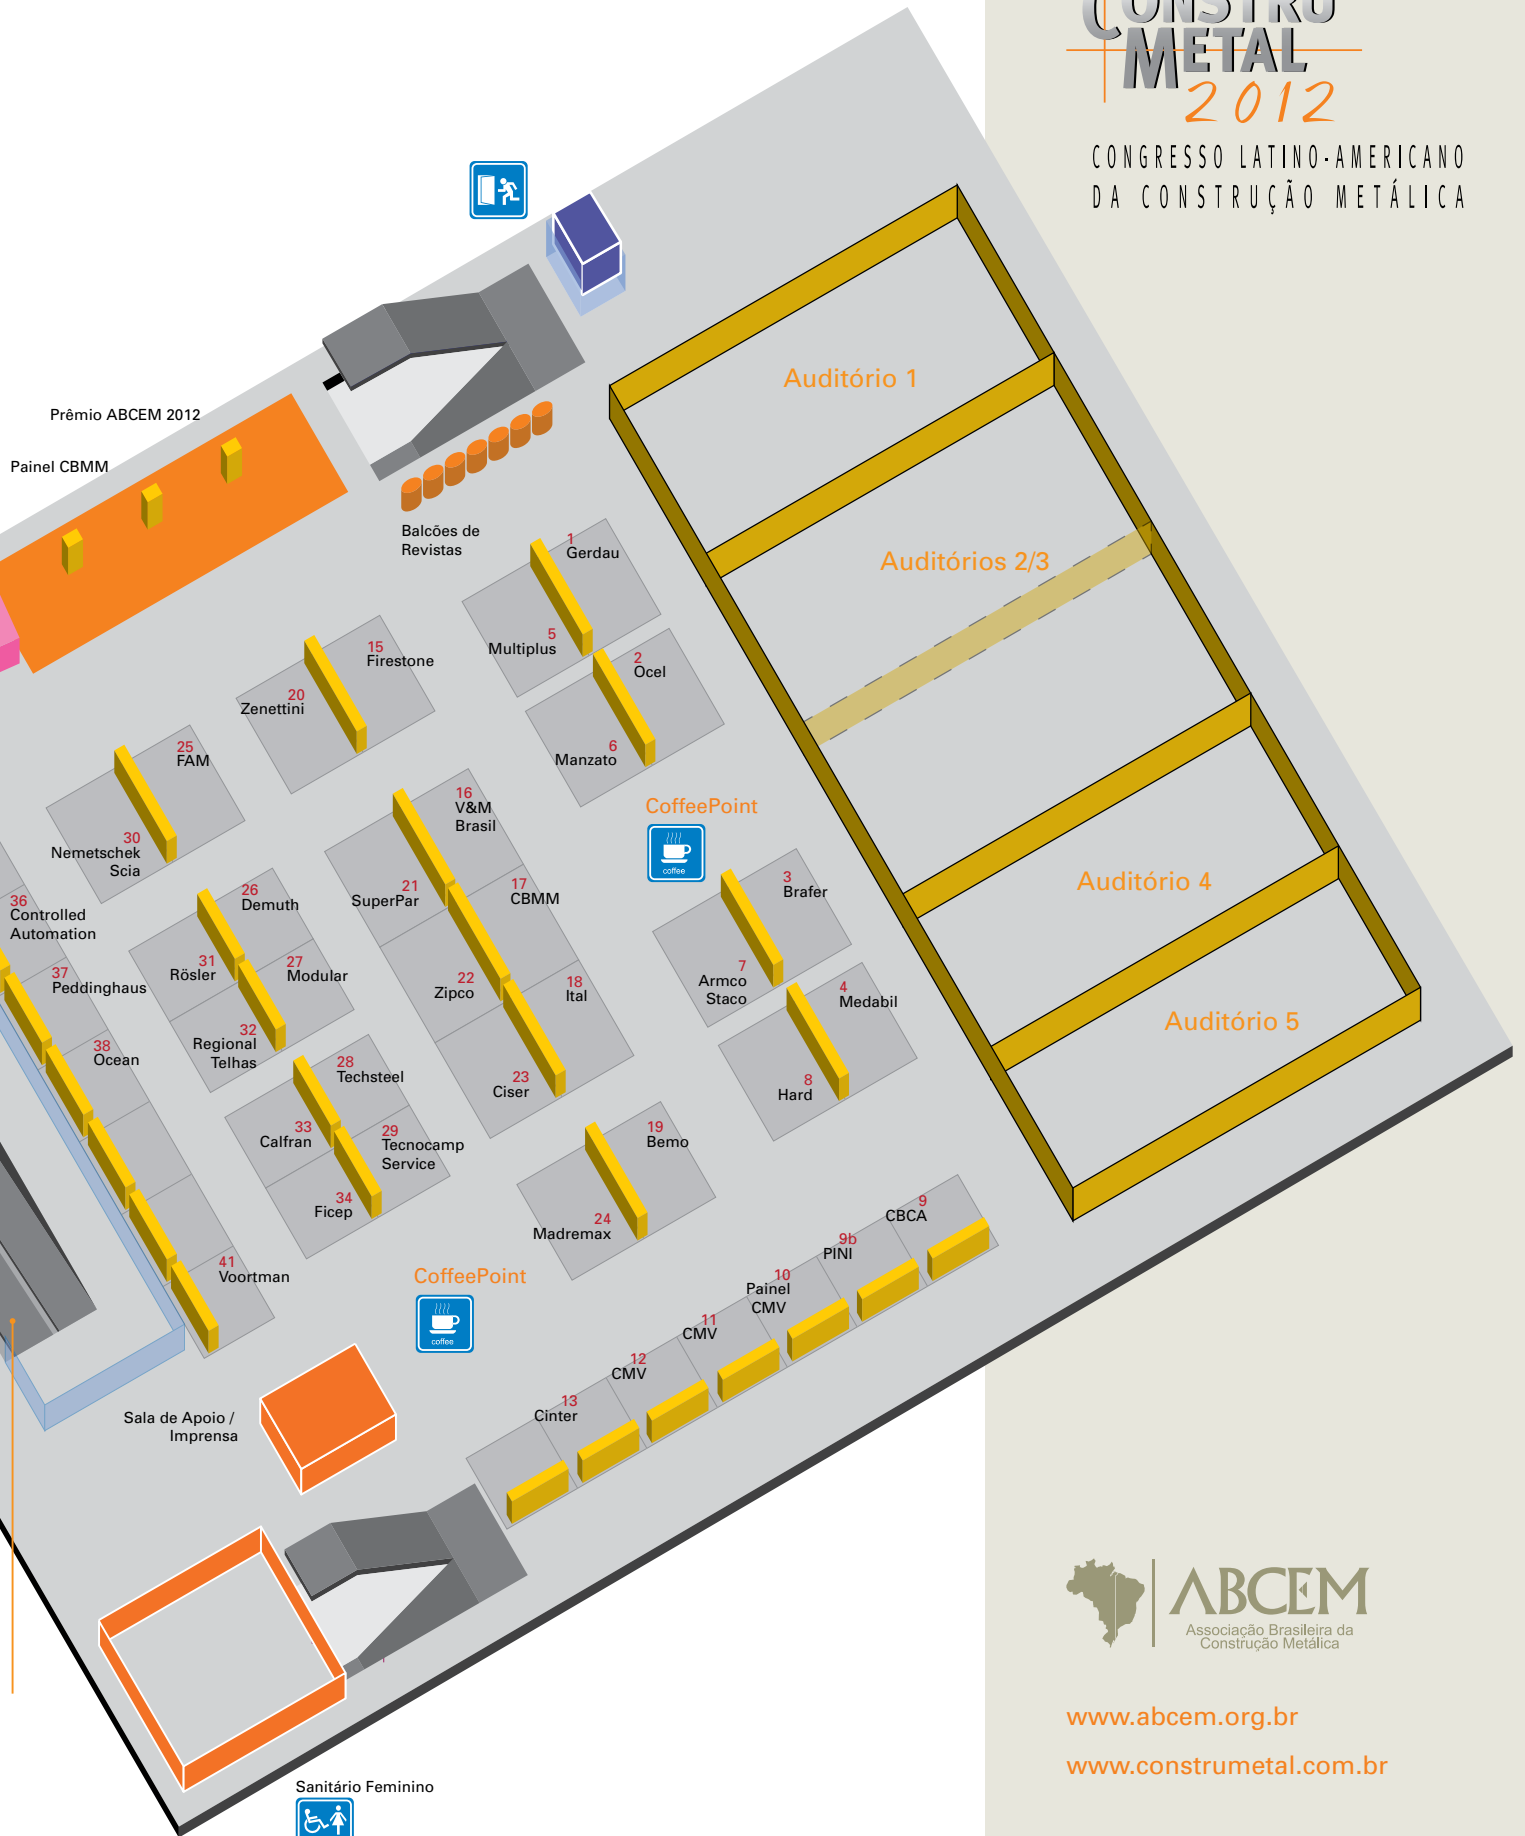 CONSTRU
METAL
2012
CONGRESSO LATINO-AMERICANO
DA CONSTRUÇÃO METÁLICA
Auditório 1
Prêmio ABCEM 2012
Painel CBMM
Balcões de
Revistas
1
Gerdau
Auditórios 2/3
5
Multiplus
15
Firestone
2
Ocel
20
Zenettini
6
Manzato
25
FAM
16
V&M
Brasil
CoffeePoint
coffee
30
Nemetschek
Scia
21
SuperPar
17
CBMM
3
Brafer
Auditório 4
26
Demuth
36
Controlled
Automation
31
Rösler
27
Modular
22
Zipco
18
Ital
7
Armco
Staco
4
Medabil
37
Peddinghaus
Auditório 5
32
Regional
Telhas
38
Ocean
28
Techsteel
23
Ciser
8
Hard
33
Calfran
29
Tecnocamp
Service
19
Bemo
34
Ficep
24
Madremax
9
CBCA
9b
PINI
41
Voortman
CoffeePoint
coffee
10
Painel
CMV
11
CMV
12
CMV
13
Cinter
Sala de Apoio /
Imprensa
ABCEM
Associação Brasileira da
Construção Metálica
www.abcem.org.br
www.construmetal.com.br
Sanitário Feminino